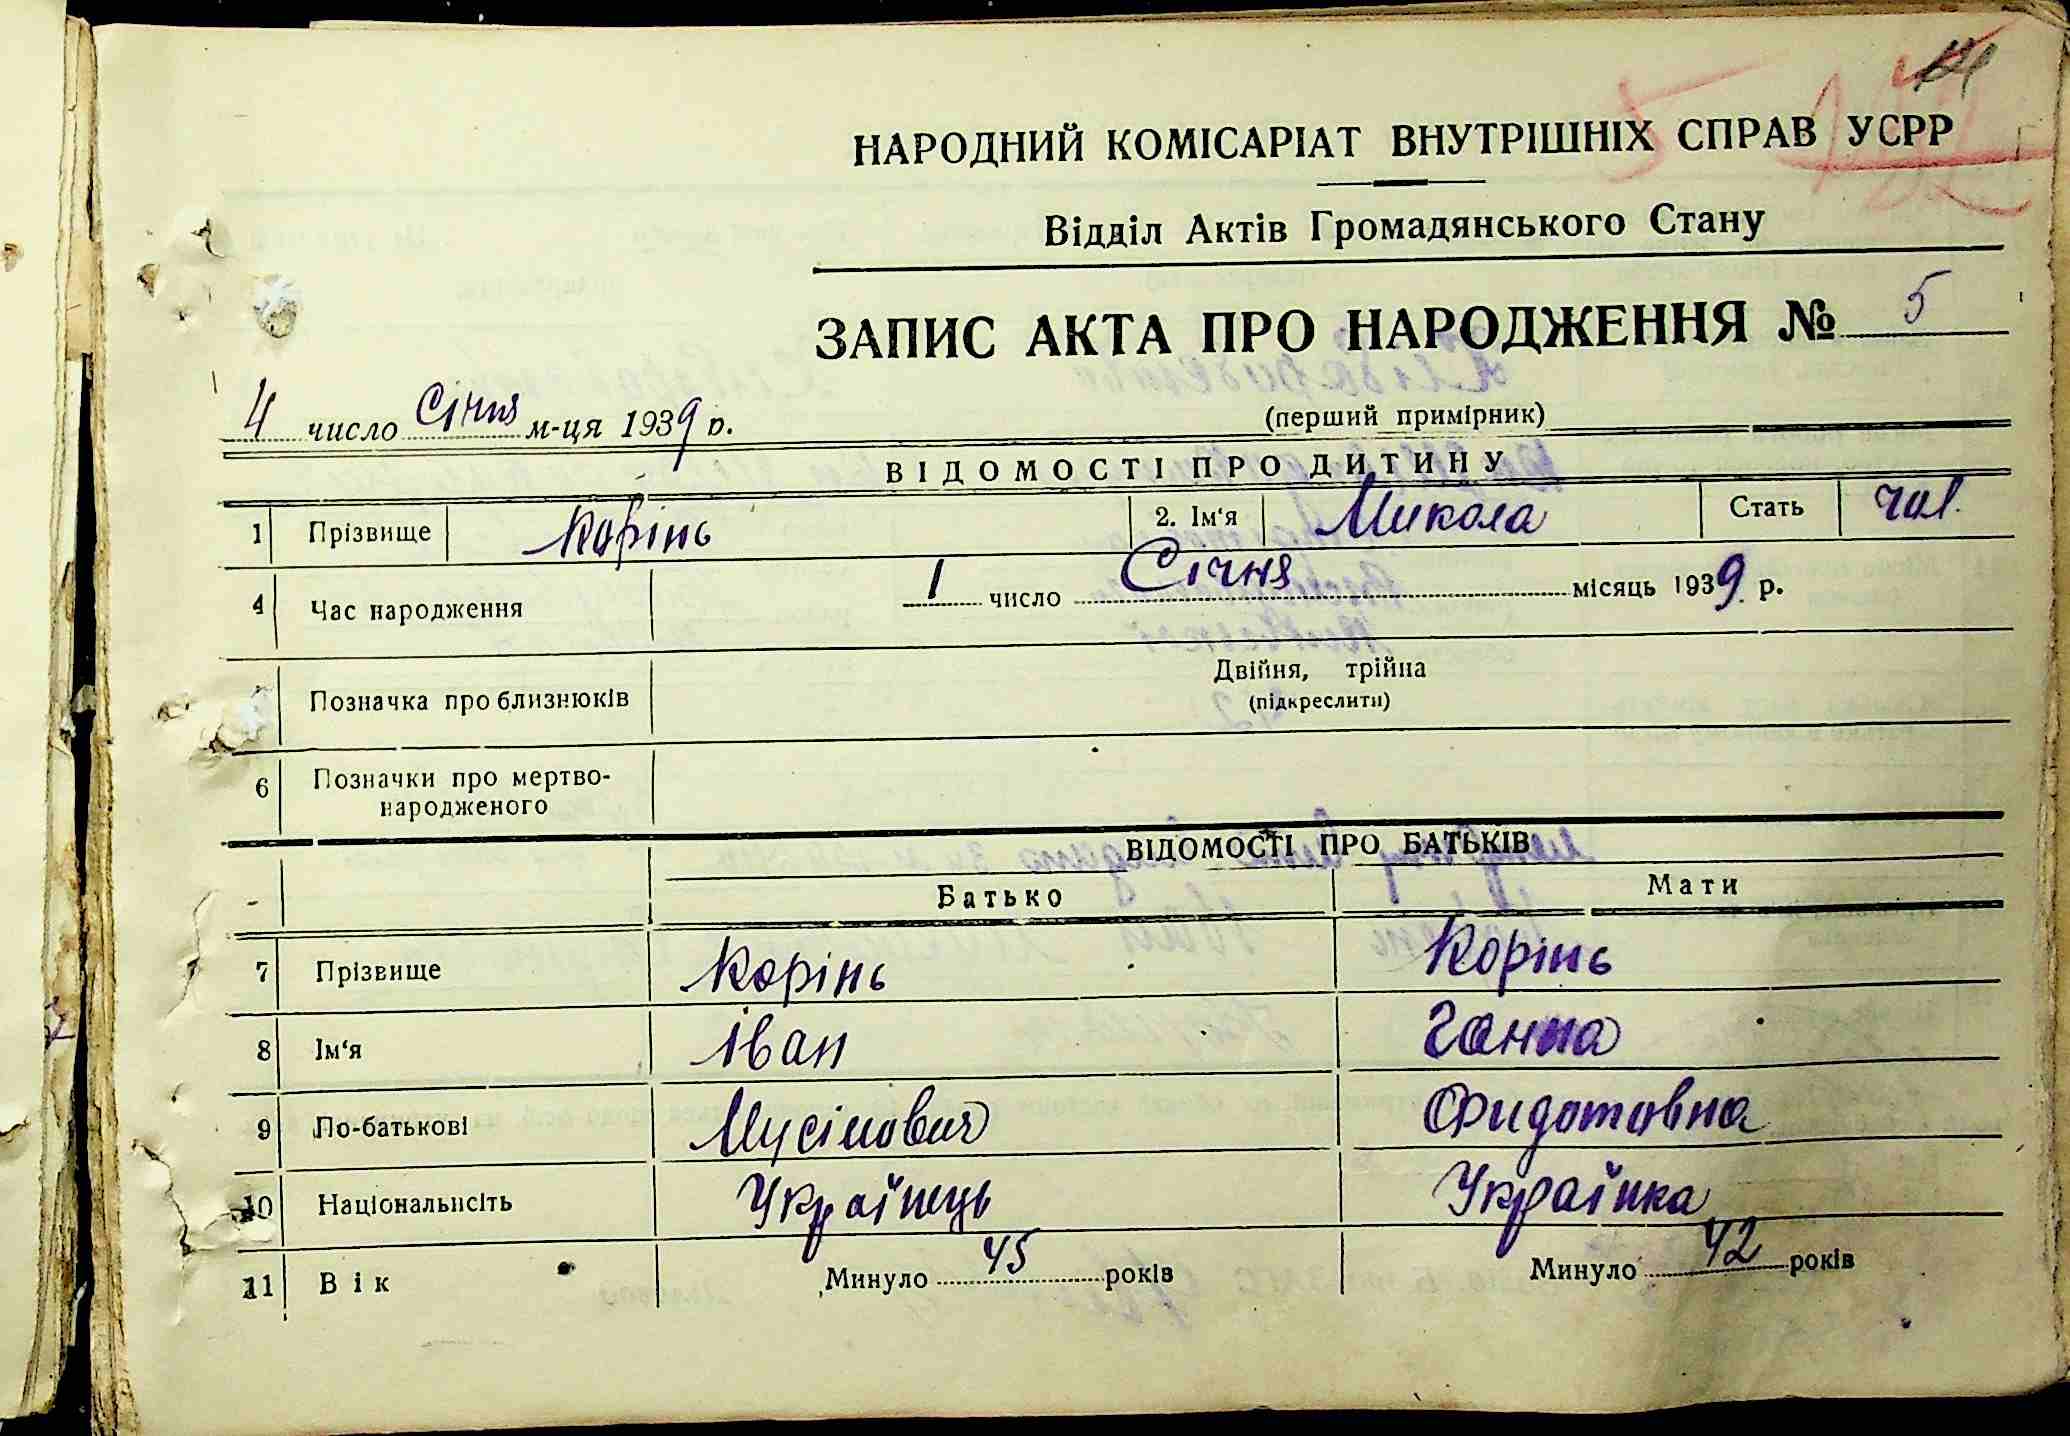 НАРОДНИЙ КОМІСАРІАТ ВНУТРІШНІХ СПРАВ УСРР
Відділ Актів Громадянського Стану
ЗАПИС АКТА ПРО НАРОДЖЕННЯ № 5
4 число Січня м-ця 1939 р.
(перший примірник)
ВІДОМОСТІ ПРО ДИТИНУ
1 Прізвище Корінь 2. Ім'я Микола Стать чол.
4 Час народження 1 число Січня місяць 1939 р.
Позначка про близнюків Двійня, трійна
(підкреслити)
6 Позначки про мертво-
народженого
ВІДОМОСТІ ПРО БАТЬКІВ
Батько Мати
7 Прізвище Корінь Корінь
8 Ім'я Іван Ганна
9 По-батькові Мусійович Фидотовна
10 Національнсіть Українець Українка
11 Вік Минуло 45 років Минуло 42 років